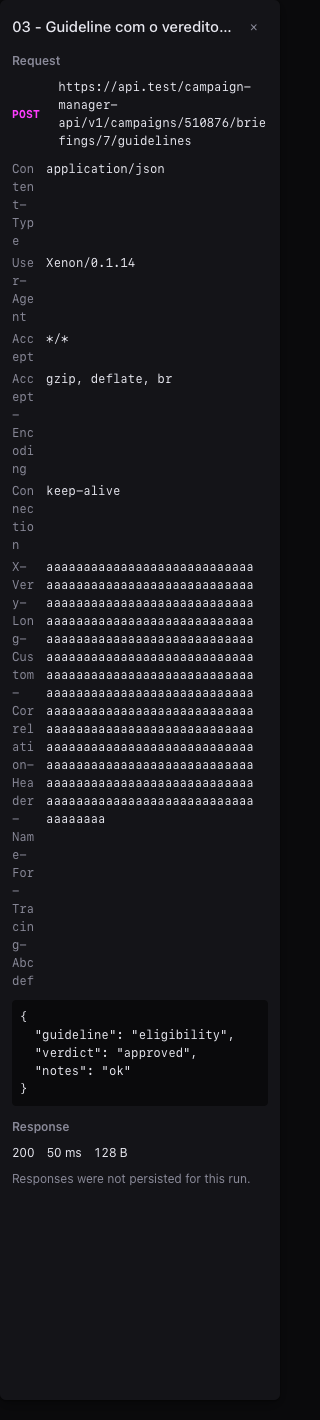 03 - Guideline com o veredito... ×
Request
https://api.test/campaign-
manager-
POST
api/v1/campaigns/510876/brie
fings/7/guidelines
Con application/json
ten
t-
Typ
e
Use Xenon/0.1.14
r-
Age
nt
Acc */*
ept
Acc gzip, deflate, br
ept
-
Enc
odi
ng
Con keep-alive
nec
tio
n
X- aaaaaaaaaaaaaaaaaaaaaaaaaaaa
Ver aaaaaaaaaaaaaaaaaaaaaaaaaaaa
y- aaaaaaaaaaaaaaaaaaaaaaaaaaaa
Lon aaaaaaaaaaaaaaaaaaaaaaaaaaaa
g- aaaaaaaaaaaaaaaaaaaaaaaaaaaa
Cus aaaaaaaaaaaaaaaaaaaaaaaaaaaa
tom aaaaaaaaaaaaaaaaaaaaaaaaaaaa
- aaaaaaaaaaaaaaaaaaaaaaaaaaaa
Cor aaaaaaaaaaaaaaaaaaaaaaaaaaaa
rel aaaaaaaaaaaaaaaaaaaaaaaaaaaa
ati aaaaaaaaaaaaaaaaaaaaaaaaaaaa
on- aaaaaaaaaaaaaaaaaaaaaaaaaaaa
Hea aaaaaaaaaaaaaaaaaaaaaaaaaaaa
der aaaaaaaaaaaaaaaaaaaaaaaaaaaa
- aaaaaaaa
Nam
e-
For
-
Tra
cin
g-
Abc
def
{
"guideline": "eligibility",
"verdict": "approved",
"notes": "ok"
}
Response
200 50 ms 128 B
Responses were not persisted for this run.